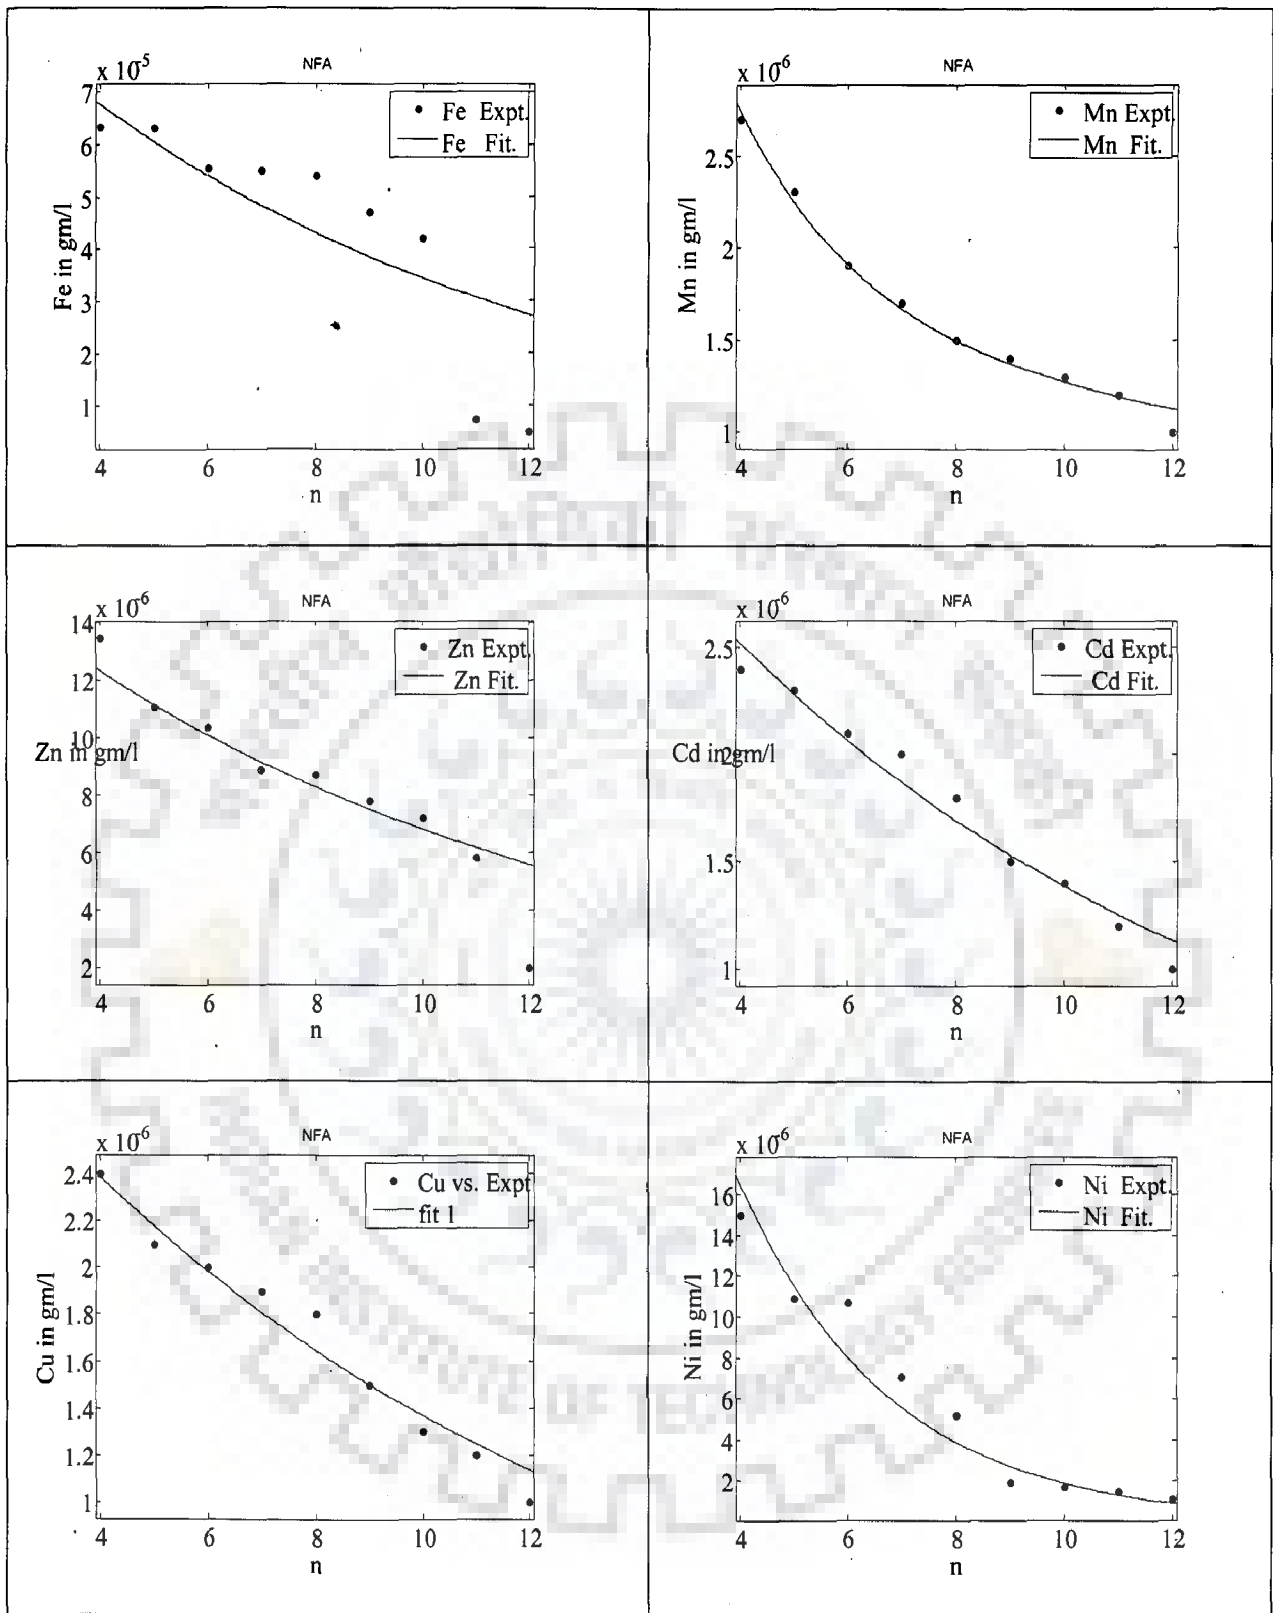 x 10-5
NFA
7
6
5
4
3
2
1
Fe in gm/l
Fe Expt.
Fe Fit.
4 6 8 10 12
n
x 10-6
NFA
2.5
2
1.5
1
Mn in gm/l
Mn Expt.
Mn Fit.
4 6 8 10 12
n
x 10-6
NFA
14
12
10
8
6
4
2
Zn in gm/l
Zn Expt.
Zn Fit.
4 6 8 10 12
n
x 10-6
NFA
2.5
2
1.5
1
Cd in gm/l
Cd Expt.
Cd Fit.
4 6 8 10 12
n
x 10-6
NFA
2.4
2.2
2
1.8
1.6
1.4
1.2
1
Cu in gm/l
Cu vs. Expt
fit 1
4 6 8 10 12
n
x 10-6
NFA
16
14
12
10
8
6
4
2
Ni in gm/l
Ni Expt.
Ni Fit.
4 6 8 10 12
n